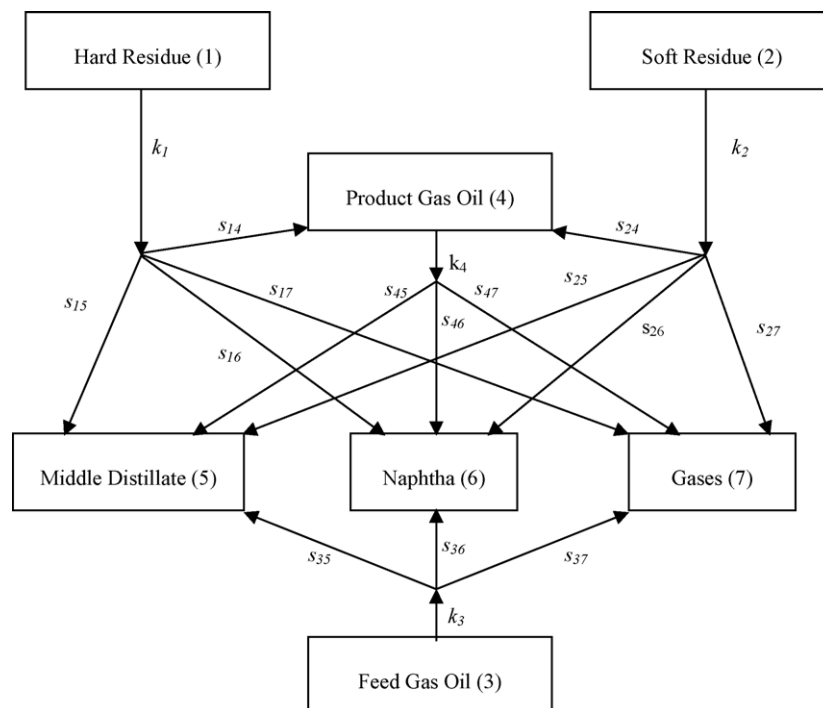 Hard Residue (1)
Soft Residue (2)
k1
k2
Product Gas Oil (4)
s14
s24
k4
s15
s17
s45
s47
s25
s46
s16
s26
s27
Middle Distillate (5)
Naphtha (6)
Gases (7)
s35
s36
s37
k3
Feed Gas Oil (3)